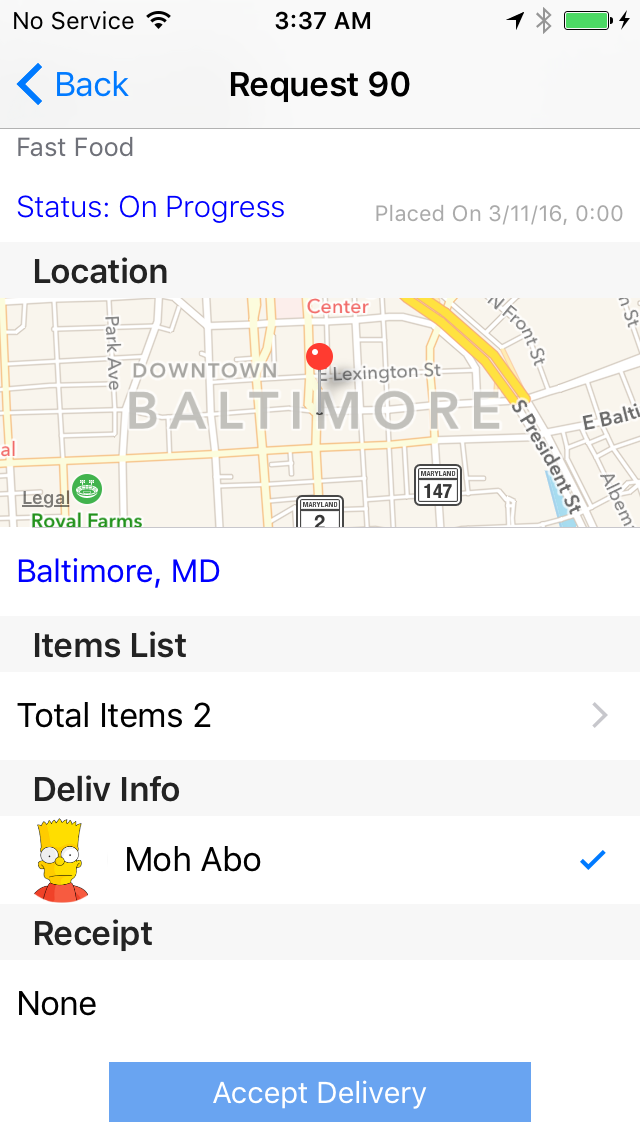 No Service 3:37 AM
Back Request 90
Fast Food
Status: On Progress Placed On 3/11/16, 0:00
Location
Center
N Front St
n St
Park Ave
DOWNTOWN
E Lexington St
BALTIMORE
S President St
E Balti
al
MARYLAND
147
Legal
Albem
MARYLAND
2
Royal Farms
Baltimore, MD
Items List
Total Items 2
Deliv Info
Moh Abo
Receipt
None
Accept Delivery